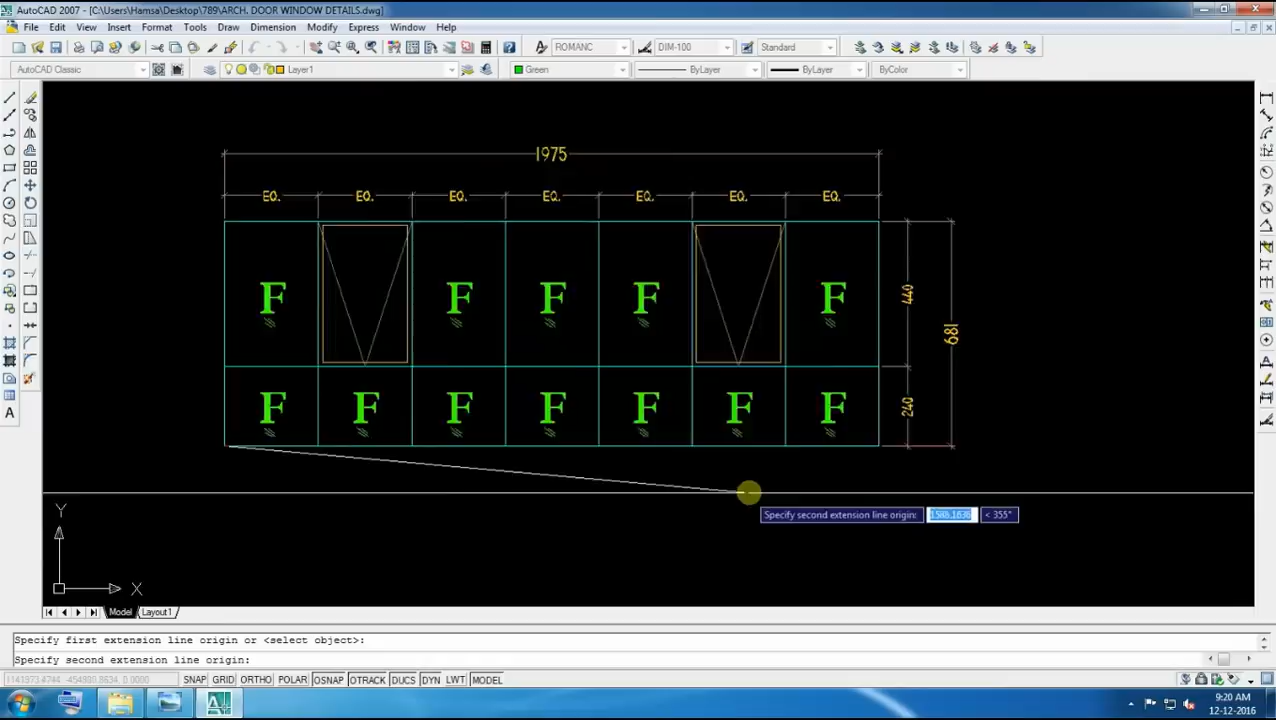 AutoCAD 2007 - [C:\Users\Hamsa\Desktop\789\ARCH. DOOR WINDOW DETAILS.dwg]
File Edit View Insert Format Tools Draw Dimension Modify Express Window Help
ROMANC DIM-100 Standard
AutoCAD Classic Layer1 Green ByLayer ByLayer ByColor
1975
EQ. EQ. EQ. EQ. EQ. EQ. EQ.
F F F F F
440
681
F F F F F F F
240
Specify second extension line origin: < 355°
Y
X
Model Layout1
Specify first extension line origin or <select object>:
Specify second extension line origin:
SNAP GRID ORTHO POLAR OSNAP OTRACK DUCS DYN LWT MODEL
9:20 AM
12-12-2016